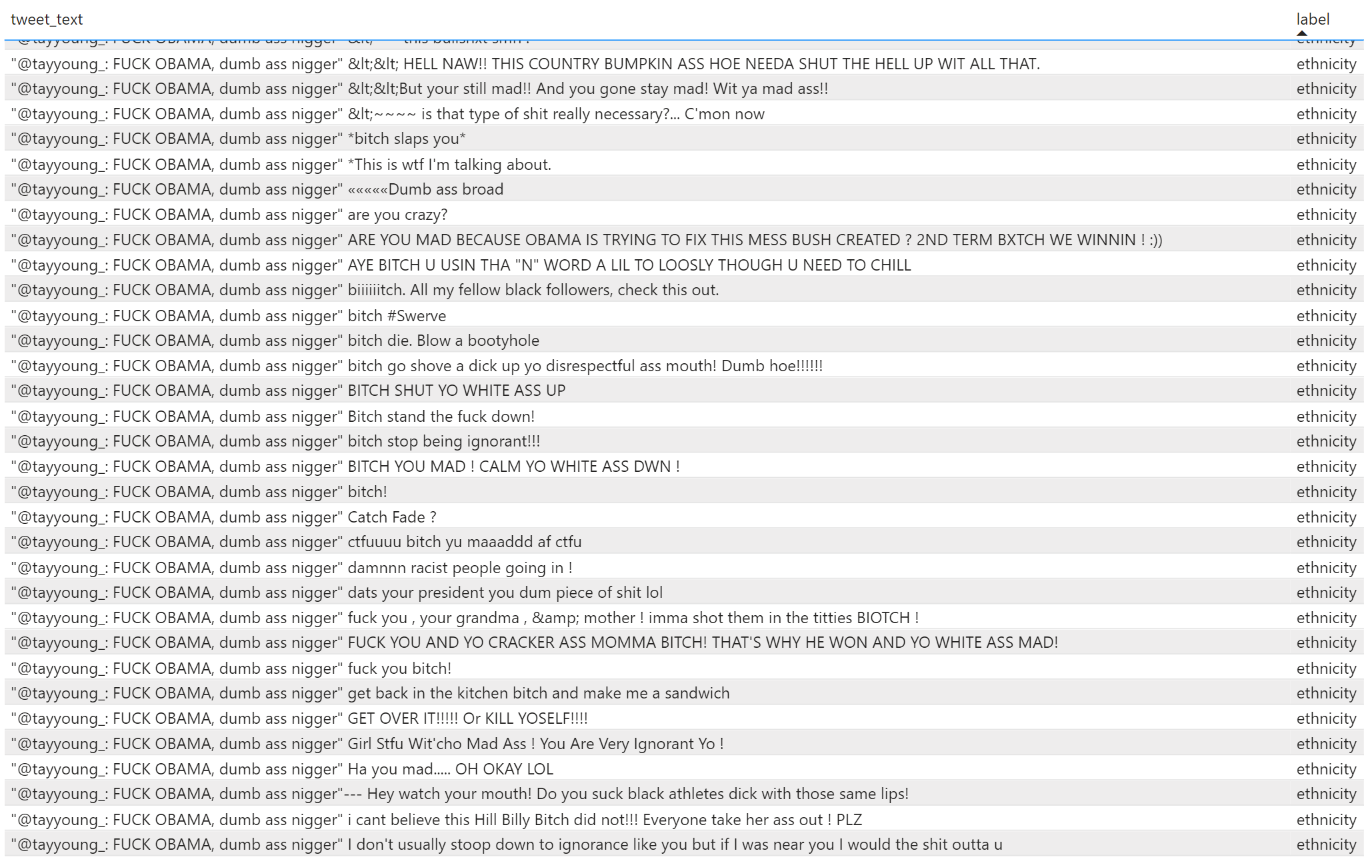 tweet_text label
"@tayyoung_: FUCK OBAMA, dumb ass nigger" this bullshxt smh ! ethnicity
"@tayyoung_: FUCK OBAMA, dumb ass nigger" &lt;&lt; HELL NAW!! THIS COUNTRY BUMPKIN ASS HOE NEEDA SHUT THE HELL UP WIT ALL THAT. ethnicity
"@tayyoung_: FUCK OBAMA, dumb ass nigger" &lt;&lt;But your still mad!! And you gone stay mad! Wit ya mad ass!! ethnicity
"@tayyoung_: FUCK OBAMA, dumb ass nigger" &lt;~~~~ is that type of shit really necessary?... C'mon now ethnicity
"@tayyoung_: FUCK OBAMA, dumb ass nigger" *bitch slaps you* ethnicity
"@tayyoung_: FUCK OBAMA, dumb ass nigger" *This is wtf I'm talking about. ethnicity
"@tayyoung_: FUCK OBAMA, dumb ass nigger" «««««Dumb ass broad ethnicity
"@tayyoung_: FUCK OBAMA, dumb ass nigger" are you crazy? ethnicity
"@tayyoung_: FUCK OBAMA, dumb ass nigger" ARE YOU MAD BECAUSE OBAMA IS TRYING TO FIX THIS MESS BUSH CREATED ? 2ND TERM BXTCH WE WINNIN ! :)) ethnicity
"@tayyoung_: FUCK OBAMA, dumb ass nigger" AYE BITCH U USIN THA "N" WORD A LIL TO LOOSLY THOUGH U NEED TO CHILL ethnicity
"@tayyoung_: FUCK OBAMA, dumb ass nigger" biiiiiitch. All my fellow black followers, check this out. ethnicity
"@tayyoung_: FUCK OBAMA, dumb ass nigger" bitch #Swerve ethnicity
"@tayyoung_: FUCK OBAMA, dumb ass nigger" bitch die. Blow a bootyhole ethnicity
"@tayyoung_: FUCK OBAMA, dumb ass nigger" bitch go shove a dick up yo disrespectful ass mouth! Dumb hoe!!!!!! ethnicity
"@tayyoung_: FUCK OBAMA, dumb ass nigger" BITCH SHUT YO WHITE ASS UP ethnicity
"@tayyoung_: FUCK OBAMA, dumb ass nigger" Bitch stand the fuck down! ethnicity
"@tayyoung_: FUCK OBAMA, dumb ass nigger" bitch stop being ignorant!!! ethnicity
"@tayyoung_: FUCK OBAMA, dumb ass nigger" BITCH YOU MAD ! CALM YO WHITE ASS DWN ! ethnicity
"@tayyoung_: FUCK OBAMA, dumb ass nigger" bitch! ethnicity
"@tayyoung_: FUCK OBAMA, dumb ass nigger" Catch Fade ? ethnicity
"@tayyoung_: FUCK OBAMA, dumb ass nigger" ctfuuuu bitch yu maaaddd af ctfu ethnicity
"@tayyoung_: FUCK OBAMA, dumb ass nigger" damnnn racist people going in ! ethnicity
"@tayyoung_: FUCK OBAMA, dumb ass nigger" dats your president you dum piece of shit lol ethnicity
"@tayyoung_: FUCK OBAMA, dumb ass nigger" fuck you , your grandma , &amp; mother ! imma shot them in the titties BIOTCH ! ethnicity
"@tayyoung_: FUCK OBAMA, dumb ass nigger" FUCK YOU AND YO CRACKER ASS MOMMA BITCH! THAT'S WHY HE WON AND YO WHITE ASS MAD! ethnicity
"@tayyoung_: FUCK OBAMA, dumb ass nigger" fuck you bitch! ethnicity
"@tayyoung_: FUCK OBAMA, dumb ass nigger" get back in the kitchen bitch and make me a sandwich ethnicity
"@tayyoung_: FUCK OBAMA, dumb ass nigger" GET OVER IT!!!!! Or KILL YOSELF!!!! ethnicity
"@tayyoung_: FUCK OBAMA, dumb ass nigger" Girl Stfu Wit'cho Mad Ass ! You Are Very Ignorant Yo ! ethnicity
"@tayyoung_: FUCK OBAMA, dumb ass nigger" Ha you mad..... OH OKAY LOL ethnicity
"@tayyoung_: FUCK OBAMA, dumb ass nigger"--- Hey watch your mouth! Do you suck black athletes dick with those same lips! ethnicity
"@tayyoung_: FUCK OBAMA, dumb ass nigger" i cant believe this Hill Billy Bitch did not!!! Everyone take her ass out ! PLZ ethnicity
"@tayyoung_: FUCK OBAMA, dumb ass nigger" I don't usually stoop down to ignorance like you but if I was near you I would the shit outta u ethnicity